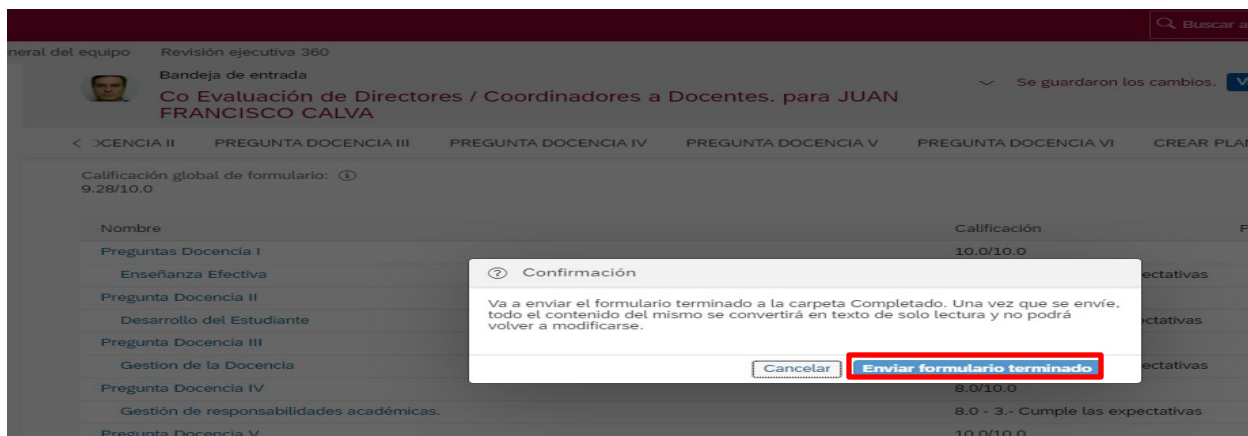 Buscar a
neral del equipo Revisión ejecutiva 360
Bandeja de entrada
Co Evaluación de Directores / Coordinadores a Docentes. para JUAN
FRANCISCO CALVA
Se guardaron los cambios.
OCENCIA II PREGUNTA DOCENCIA III PREGUNTA DOCENCIA IV PREGUNTA DOCENCIA V PREGUNTA DOCENCIA VI CREAR PLAN
Calificación global de formulario:
9.28/10.0
Nombre Calificación
Preguntas Docencia I 10.0/10.0
Enseñanza Efectiva ectativas
Pregunta Docencia II
Desarrollo del Estudiante ectativas
Pregunta Docencia III
Gestion de la Docencia ectativas
Pregunta Docencia IV 8.0/10.0
Gestión de responsabilidades académicas. 8.0 - 3.- Cumple las expectativas
Pregunta Docencia V 10.0/10.0
Confirmación
Va a enviar el formulario terminado a la carpeta Completado. Una vez que se envíe,
todo el contenido del mismo se convertirá en texto de solo lectura y no podrá
volver a modificarse.
Cancelar Enviar formulario terminado